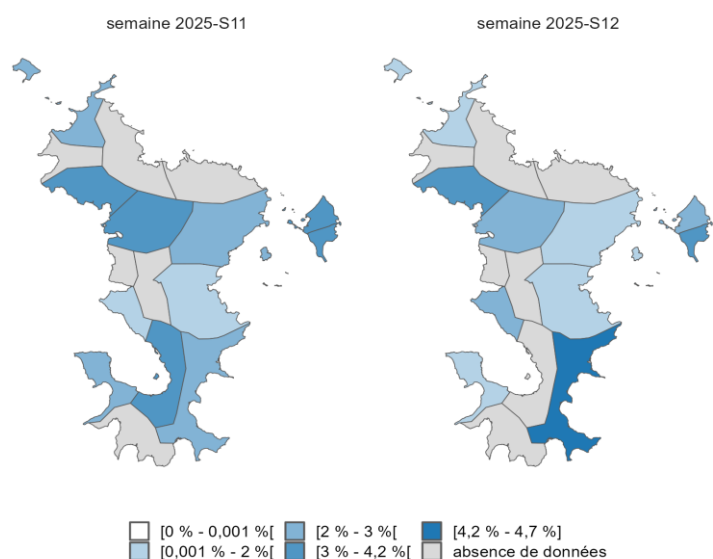 semaine 2025-S11
semaine 2025-S12
[0 % - 0,001 %[ [2 % - 3 %[ [4,2 % - 4,7 %]
[0,001 % - 2 %[ [3 % - 4,2 %[ absence de données